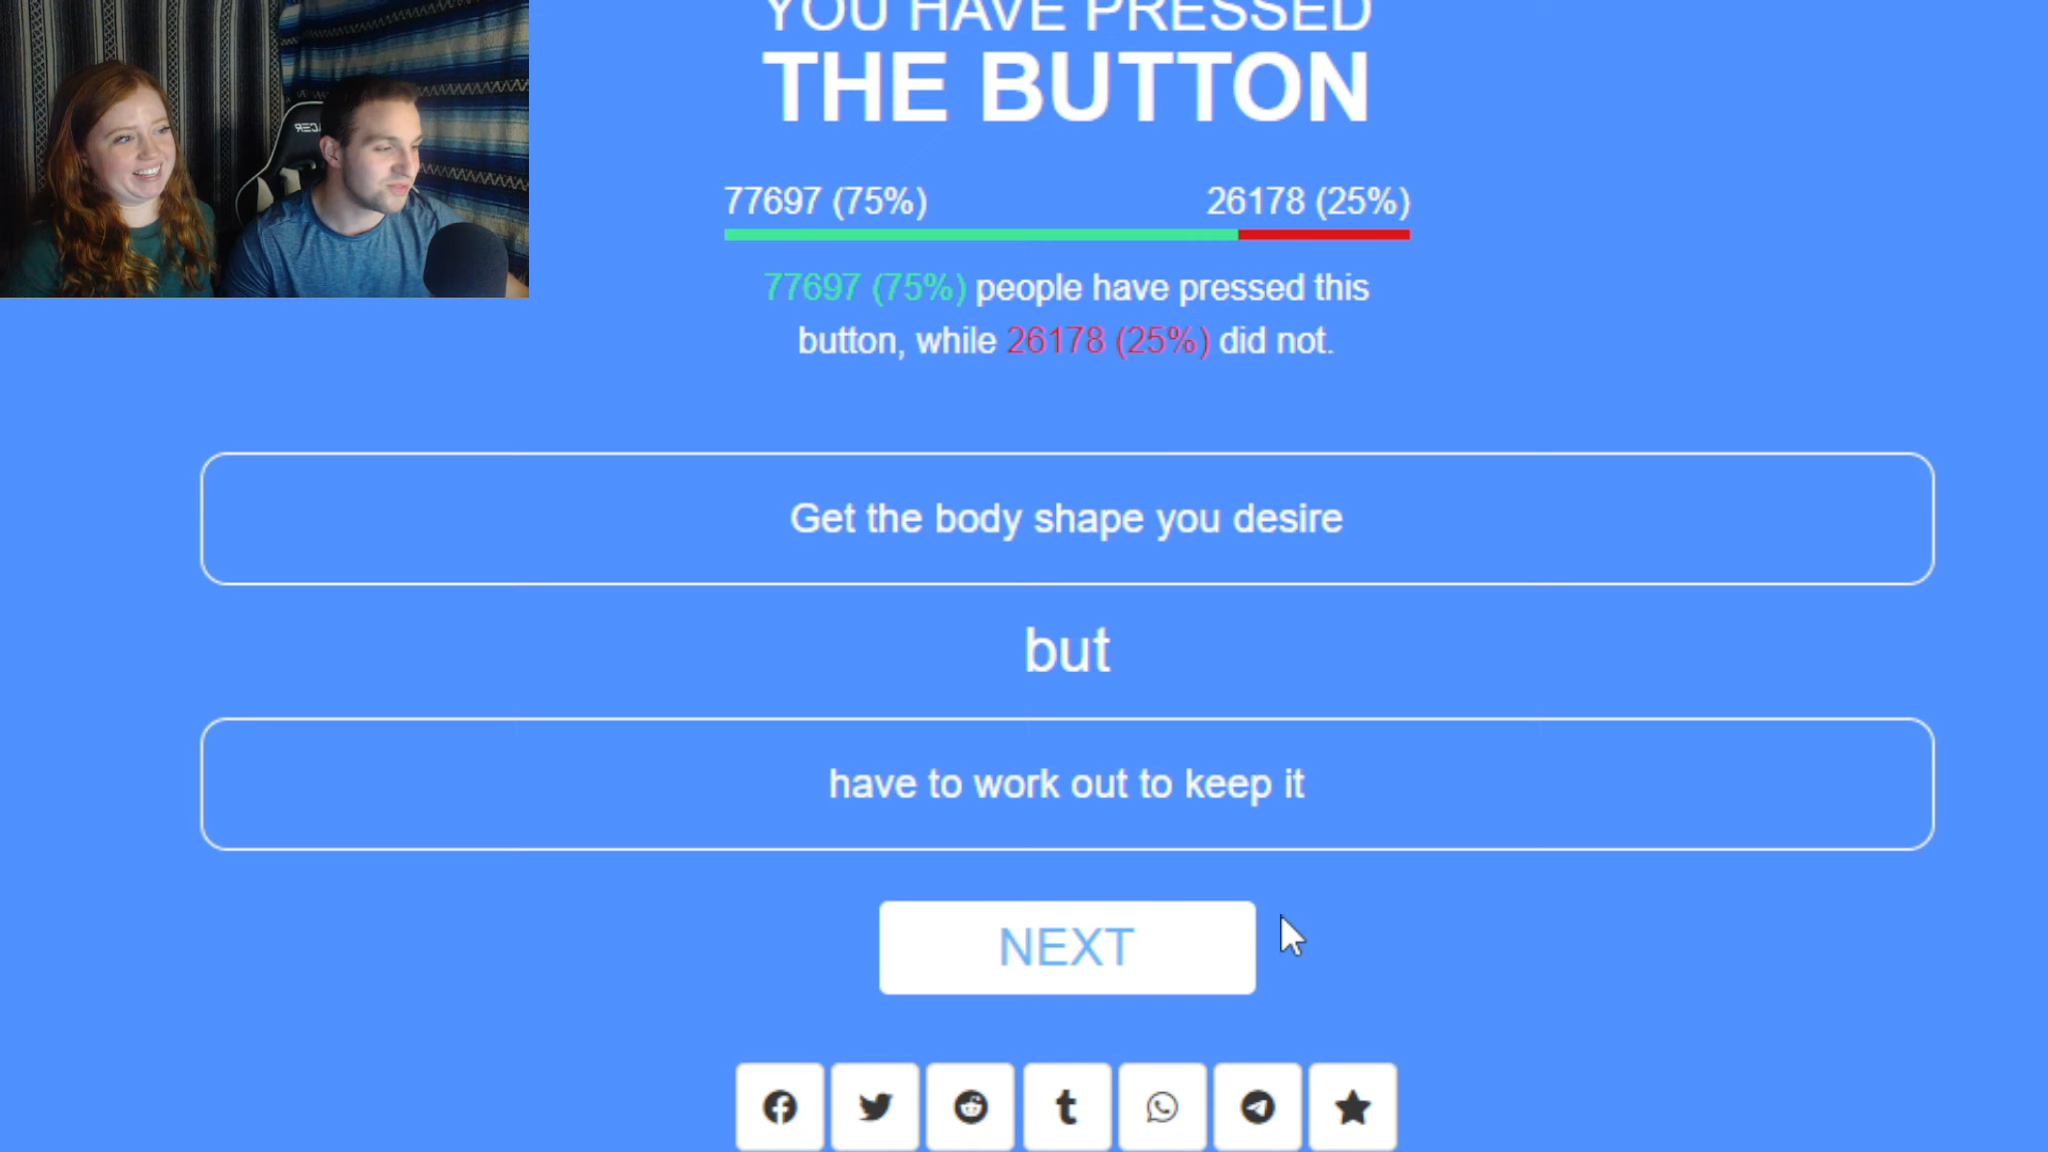 YOU HAVE PRESSED
THE BUTTON
77697 (75%) 26178 (25%)
77697 (75%) people have pressed this
button, while 26178 (25%) did not.
Get the body shape you desire
but
have to work out to keep it
NEXT